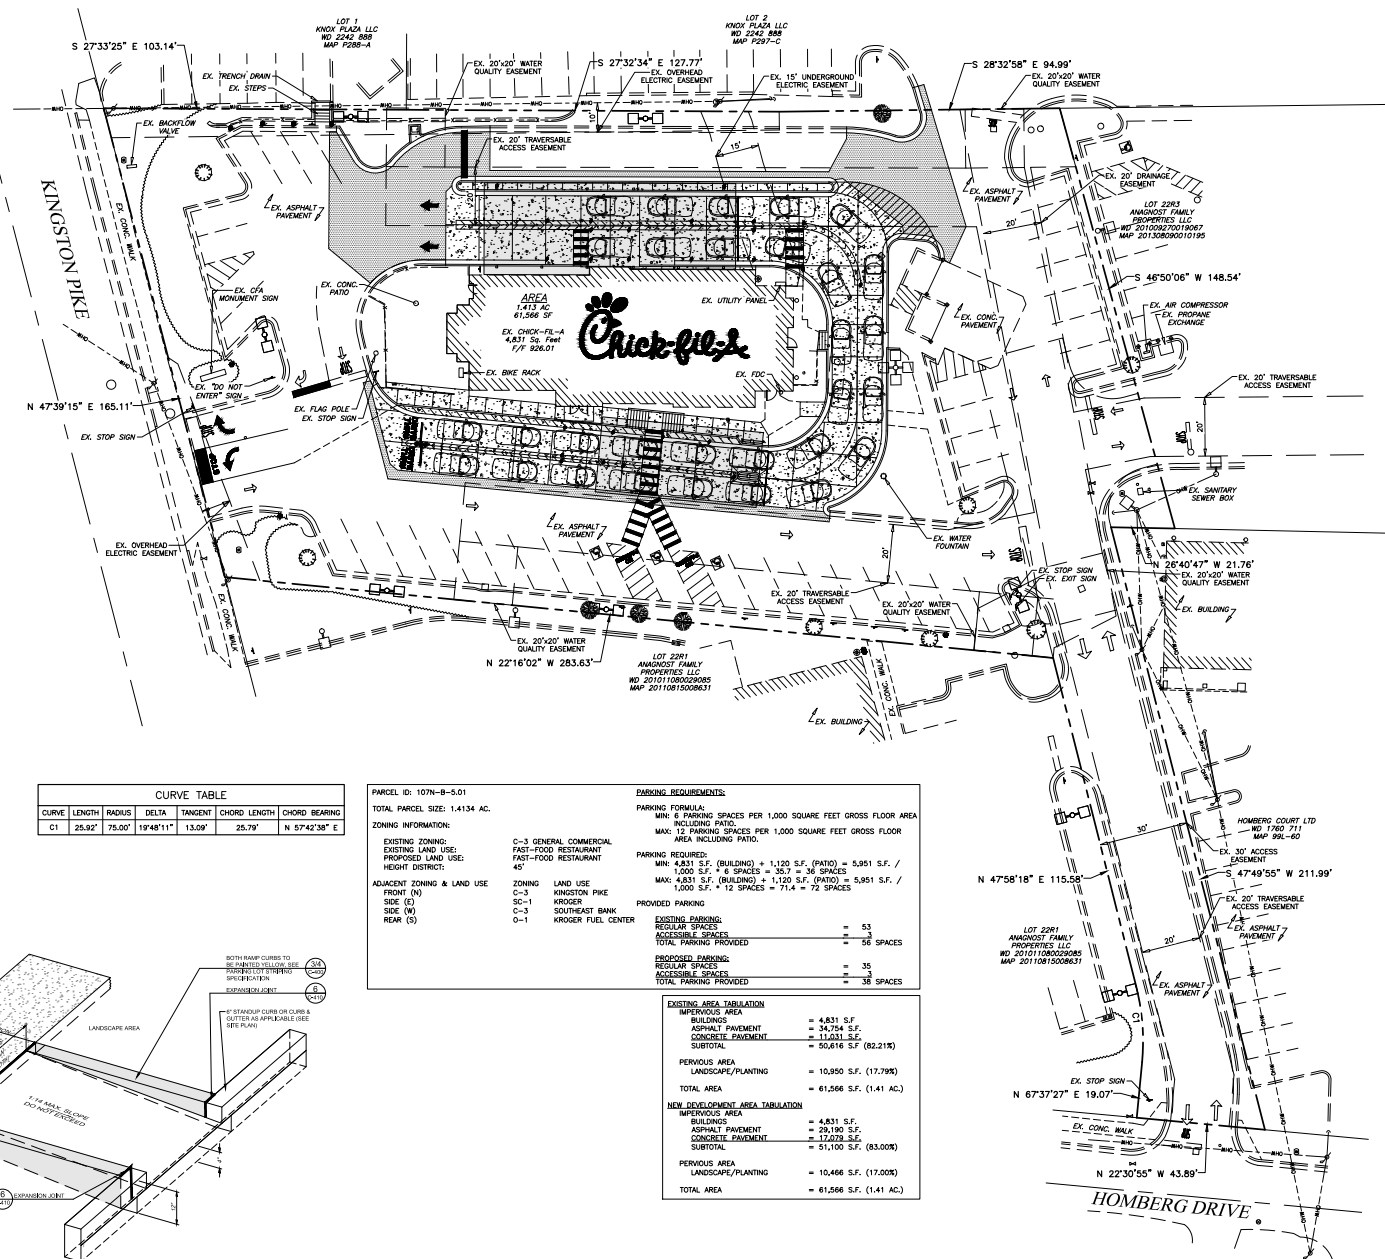 LOT 1
KNOX PLAZA LLC
WD 2242 888
MAP P288-A
LOT 2
KNOX PLAZA LLC
WD 2242 888
MAP P297-C
S 27°33'25" E 103.14'
EX. TRENCH DRAIN
EX. STEPS
EX. 20'x20' WATER
QUALITY EASEMENT
S 27°32'34" E 127.77'
EX. OVERHEAD
ELECTRIC EASEMENT
EX. 15' UNDERGROUND
ELECTRIC EASEMENT
S 28°32'58" E 94.99'
EX. 20'x20' WATER
QUALITY EASEMENT
EX. BACKFLOW
VALVE
10'
EX. 20' TRAVERSABLE
ACCESS EASEMENT
15'
KINGSTON PIKE
EX. CONC. WALK
20'
EX. ASPHALT
PAVEMENT
EX. ASPHALT
PAVEMENT
EX. 20' DRAINAGE
EASEMENT
20'
LOT 22R3
ANAGNOST FAMILY
PROPERTIES LLC
WD 201009270019067
MAP 201308090010195
S 46°50'06" W 148.54'
EX. CFA
MONUMENT SIGN
EX. CONC.
PATIO
AREA
1.413 AC
61,566 SF
EX. CHICK-FIL-A
4,831 Sq. Feet
F/F 926.01
Chick-fil-A
EX. UTILITY PANEL
EX. CONC.
PAVEMENT
EX. AIR COMPRESSOR
EX. PROPANE
EXCHANGE
EX. "DO NOT
ENTER" SIGN
EX. BIKE RACK
EX. FDC
EX. 20' TRAVERSABLE
ACCESS EASEMENT
N 47°39'15" E 165.11'
EX. FLAG POLE
EX. STOP SIGN
EX. STOP SIGN
20'
EX. SANITARY
SEWER BOX
EX. OVERHEAD
ELECTRIC EASEMENT
EX. ASPHALT
PAVEMENT
20'
EX. WATER
FOUNTAIN
N 26°40'47" W 21.76'
EX. 20'x20' WATER
QUALITY EASEMENT
EX. STOP SIGN
EX. EXIT SIGN
EX. 20' TRAVERSABLE
ACCESS EASEMENT
EX. 20'x20' WATER
QUALITY EASEMENT
EX. BUILDING
EX. CONC. WALK
EX. 20'x20' WATER
QUALITY EASEMENT
N 22°16'02" W 283.63'
LOT 22R1
ANAGNOST FAMILY
PROPERTIES LLC
WD 201011080029085
MAP 20110815008631
EX. CONC. WALK
EX. BUILDING
CURVE TABLE
CURVE LENGTH RADIUS DELTA TANGENT CHORD LENGTH CHORD BEARING
C1 25.92' 75.00' 19°48'11" 13.09' 25.79' N 57°42'38" E
PARCEL ID: 107N-B-5.01
TOTAL PARCEL SIZE: 1.4134 AC.
ZONING INFORMATION:
EXISTING ZONING: C-3 GENERAL COMMERCIAL
EXISTING LAND USE: FAST-FOOD RESTAURANT
PROPOSED LAND USE: FAST-FOOD RESTAURANT
HEIGHT DISTRICT: 45'
ADJACENT ZONING & LAND USE ZONING LAND USE
FRONT (N) C-3 KINGSTON PIKE
SIDE (E) SC-1 KROGER
SIDE (W) C-3 SOUTHEAST BANK
REAR (S) O-1 KROGER FUEL CENTER
PARKING REQUIREMENTS:
PARKING FORMULA:
MIN: 6 PARKING SPACES PER 1,000 SQUARE FEET GROSS FLOOR AREA
INCLUDING PATIO.
MAX: 12 PARKING SPACES PER 1,000 SQUARE FEET GROSS FLOOR
AREA INCLUDING PATIO.
PARKING REQUIRED:
MIN: 4,831 S.F. (BUILDING) + 1,120 S.F. (PATIO) = 5,951 S.F. /
1,000 S.F. * 6 SPACES = 35.7 = 36 SPACES
MAX: 4,831 S.F. (BUILDING) + 1,120 S.F. (PATIO) = 5,951 S.F. /
1,000 S.F. * 12 SPACES = 71.4 = 72 SPACES
PROVIDED PARKING
EXISTING PARKING:
REGULAR SPACES = 53
ACCESSIBLE SPACES = 3
TOTAL PARKING PROVIDED = 56 SPACES
PROPOSED PARKING:
REGULAR SPACES = 35
ACCESSIBLE SPACES = 3
TOTAL PARKING PROVIDED = 38 SPACES
EXISTING AREA TABULATION
IMPERVIOUS AREA
BUILDINGS = 4,831 S.F
ASPHALT PAVEMENT = 34,754 S.F.
CONCRETE PAVEMENT = 11,031 S.F.
SUBTOTAL = 50,616 S.F (82.21%)
PERVIOUS AREA
LANDSCAPE/PLANTING = 10,950 S.F. (17.79%)
TOTAL AREA = 61,566 S.F. (1.41 AC.)
NEW DEVELOPMENT AREA TABULATION
IMPERVIOUS AREA
BUILDINGS = 4,831 S.F.
ASPHALT PAVEMENT = 29,190 S.F.
CONCRETE PAVEMENT = 17,079 S.F.
SUBTOTAL = 51,100 S.F. (83.00%)
PERVIOUS AREA
LANDSCAPE/PLANTING = 10,466 S.F. (17.00%)
TOTAL AREA = 61,566 S.F. (1.41 AC.)
BOTH RAMP CURBS TO
BE PAINTED YELLOW, SEE
PARKING LOT STRIPING
SPECIFICATION
3/4
C-400
EXPANSION JOINT
6
C-410
6" STANDUP CURB OR CURB &
GUTTER AS APPLICABLE (SEE
SITE PLAN)
LANDSCAPE AREA
1:14 MAX. SLOPE
DO NOT EXCEED
EXPANSION JOINT
12"
HOMBERG COURT LTD
WD 1760 711
MAP 99L-60
30'
EX. 30' ACCESS
EASEMENT
N 47°58'18" E 115.58'
S 47°49'55" W 211.99'
EX. 20' TRAVERSABLE
ACCESS EASEMENT
EX. ASPHALT
PAVEMENT
20'
LOT 22R1
ANAGNOST FAMILY
PROPERTIES LLC
WD 201011080029085
MAP 20110815008631
EX. ASPHALT
PAVEMENT
C1
EX. STOP SIGN
N 67°37'27" E 19.07'
EX. CONC. WALK
N 22°30'55" W 43.89'
HOMBERG DRIVE